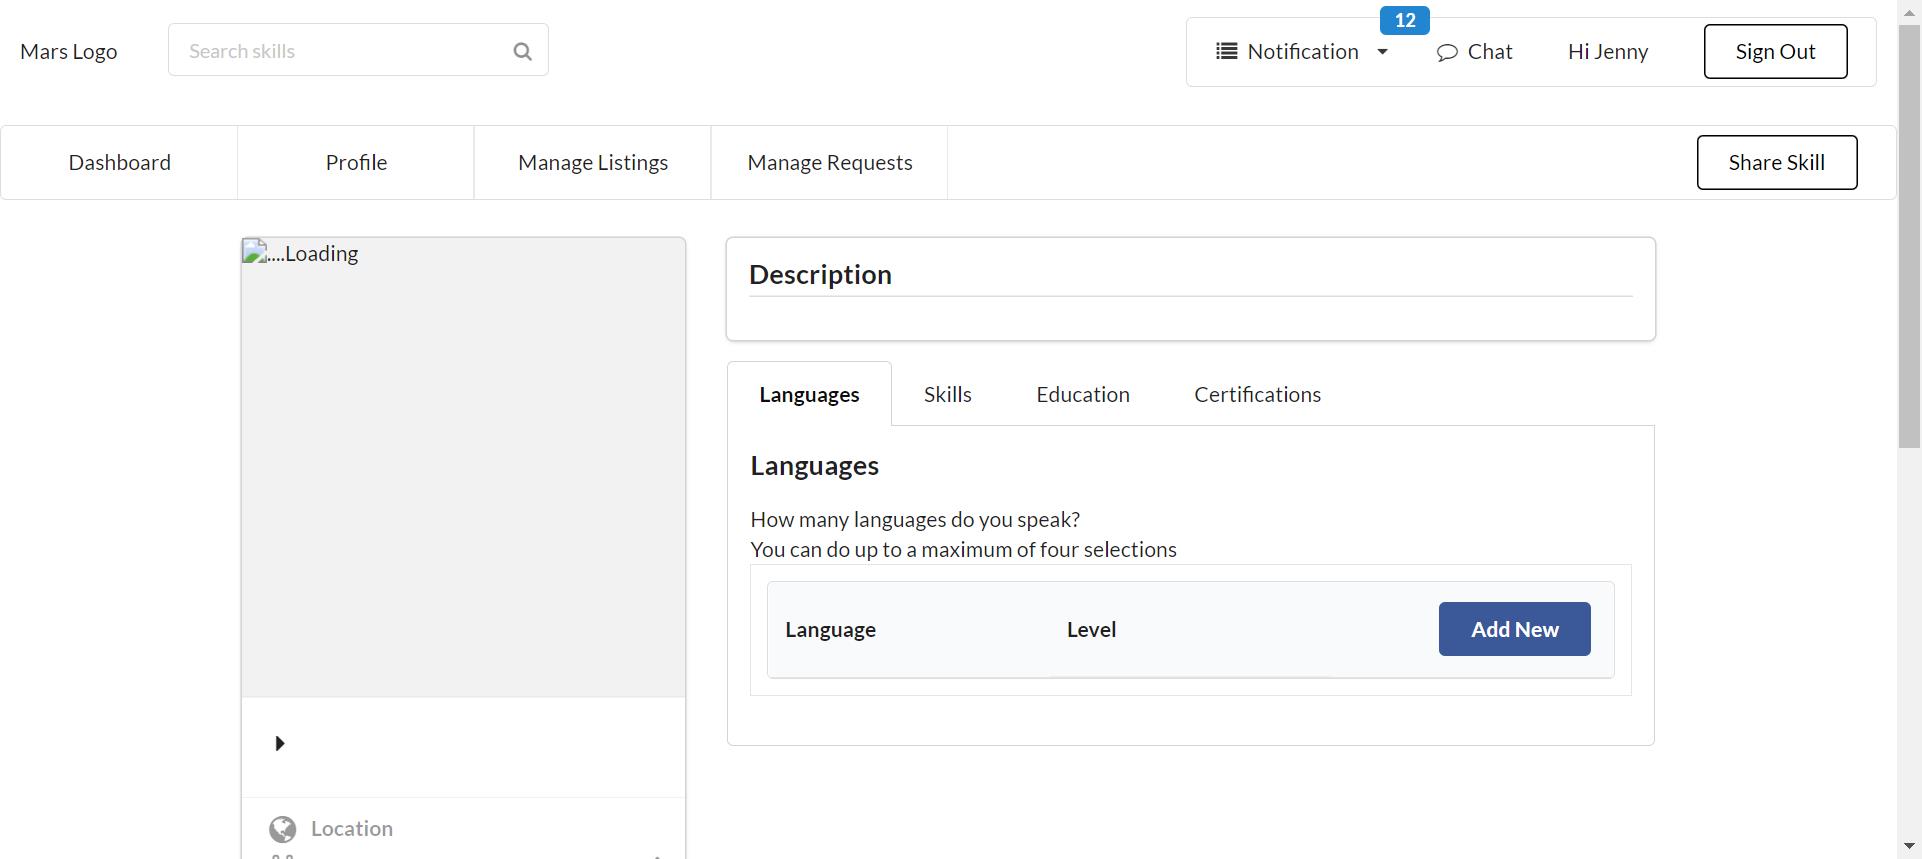 12
Mars Logo
Search skills
Notification
Chat
Hi Jenny
Sign Out
Dashboard
Profile
Manage Listings
Manage Requests
Share Skill
....Loading
Description
Languages
Skills
Education
Certifications
Languages
How many languages do you speak?
You can do up to a maximum of four selections
Language
Level
Add New
Location